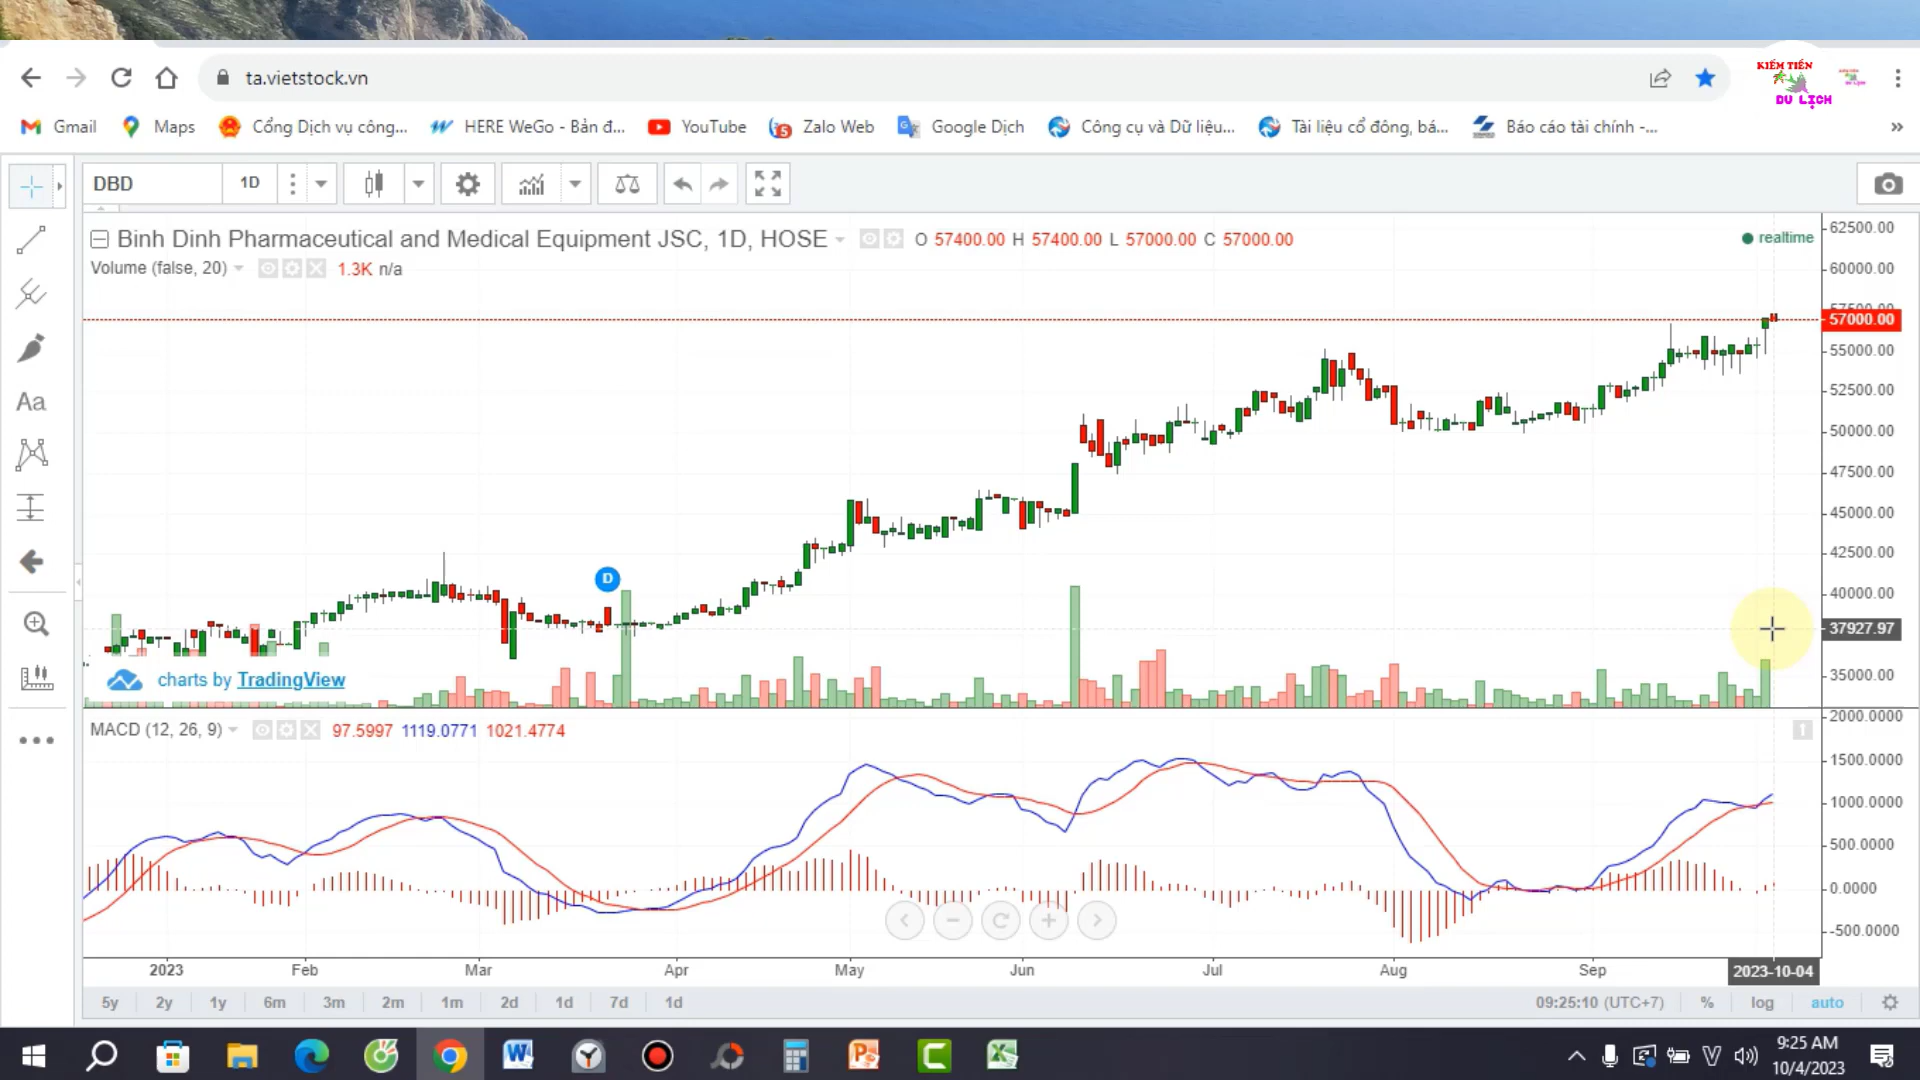 KIẾM TIỀN
DU LỊCH
ta.vietstock.vn
Gmail
Maps
Cổng Dịch vụ công...
HERE WeGo - Bản đ...
YouTube
Zalo Web
Google Dịch
Công cụ và Dữ liệu...
Tài liệu cổ đông, bá...
Báo cáo tài chính -...
»
DBD
1D
Binh Dinh Pharmaceutical and Medical Equipment JSC, 1D, HOSE
O 57400.00 H 57400.00 L 57000.00 C 57000.00
realtime
Volume (false, 20)
1.3K n/a
62500.00
60000.00
57500.00
57000.00
55000.00
52500.00
50000.00
47500.00
45000.00
42500.00
40000.00
37927.97
35000.00
Aa
D
charts by TradingView
MACD (12, 26, 9)
97.5997 1119.0771 1021.4774
2000.0000
1500.0000
1000.0000
500.0000
0.0000
-500.0000
2023 Feb Mar Apr May Jun Jul Aug Sep 2023-10-04
5y 2y 1y 6m 3m 2m 1m 2d 1d 7d 1d
09:25:10 (UTC+7) % log auto
9:25 AM
10/4/2023